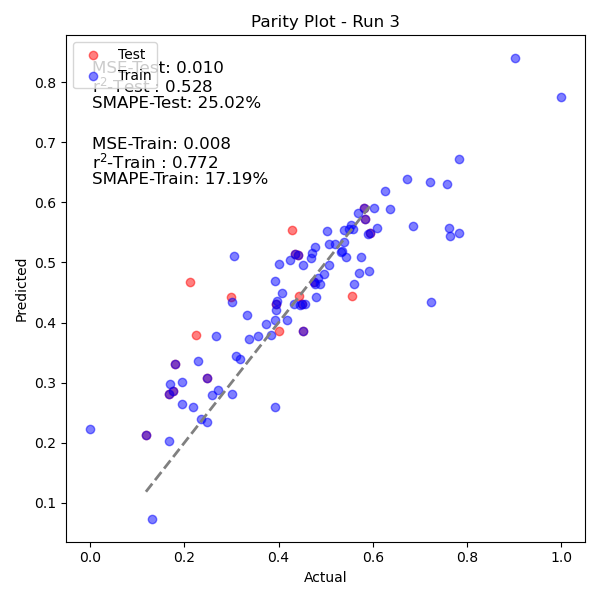 Parity Plot - Run 3
Test
Train
MSE-Test: 0.010
r²-Test : 0.528
SMAPE-Test: 25.02%
MSE-Train: 0.008
r²-Train : 0.772
SMAPE-Train: 17.19%
Predicted
0.8
0.7
0.6
0.5
0.4
0.3
0.2
0.1
0.0 0.2 0.4 0.6 0.8 1.0
Actual